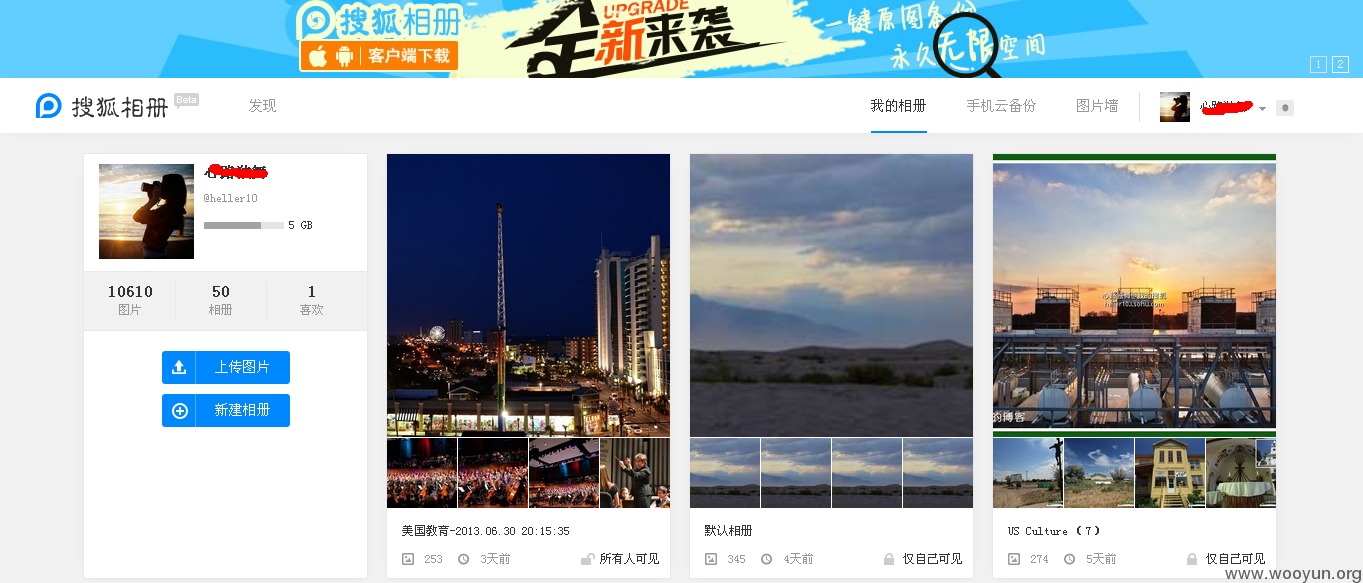 搜狐相册
UPGRADE
全新来袭
一键原图备份
客户端下载
永久无限空间
1 2
搜狐相册 Beta
发现
我的相册
手机云备份
图片墙
@heller10
5 GB
10610 50 1
图片 相册 喜欢
上传图片
新建相册
heller10.i.sohu.com
的博客
美国教育-2013.06.30 20:15:35
253 3天前 所有人可见
默认相册
345 4天前 仅自己可见
US Culture (7)
274 5天前 仅自己可见
www.wooyun.org